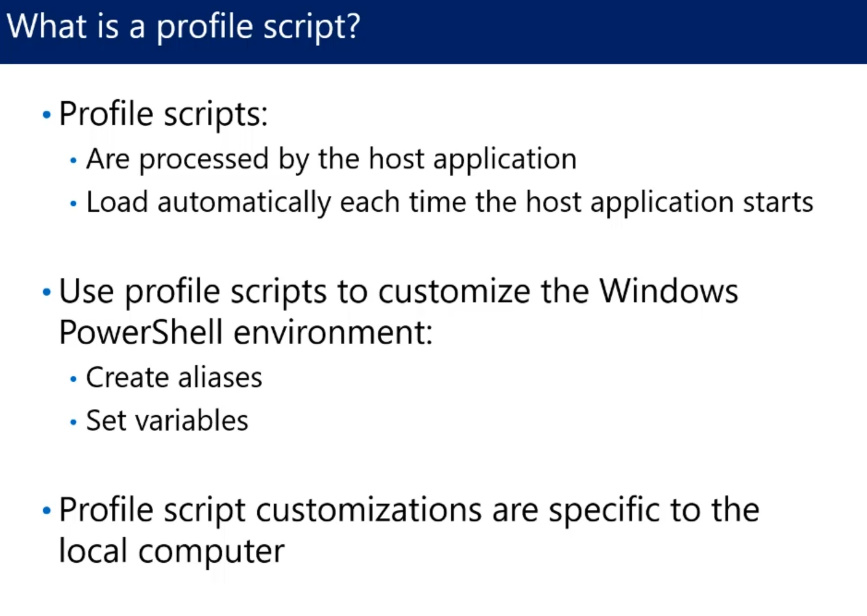 What is a profile script?
• Profile scripts:
• Are processed by the host application
• Load automatically each time the host application starts
• Use profile scripts to customize the Windows
PowerShell environment:
• Create aliases
• Set variables
• Profile script customizations are specific to the
local computer